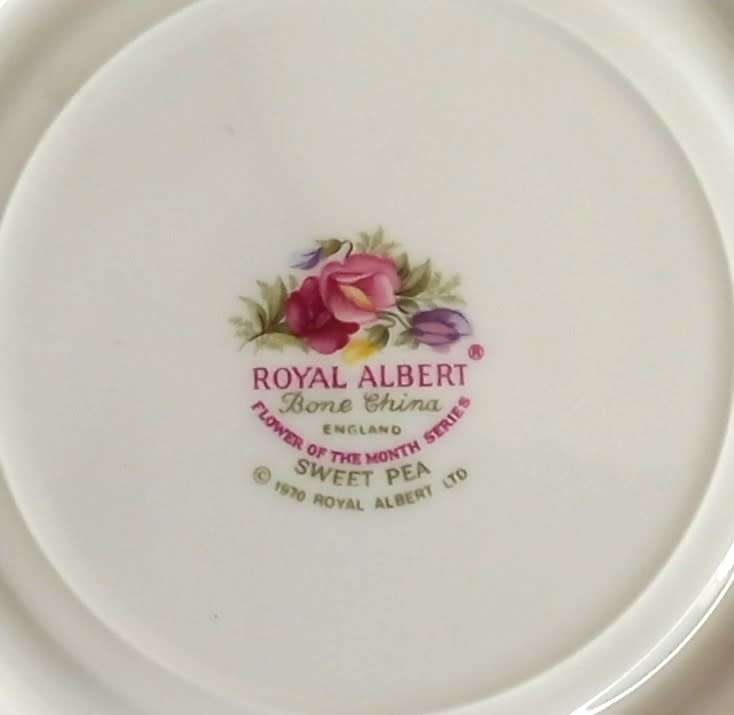 ROYAL ALBERT®
Bone China
ENGLAND
FLOWER OF THE MONTH SERIES
SWEET PEA
© 1970 ROYAL ALBERT LTD